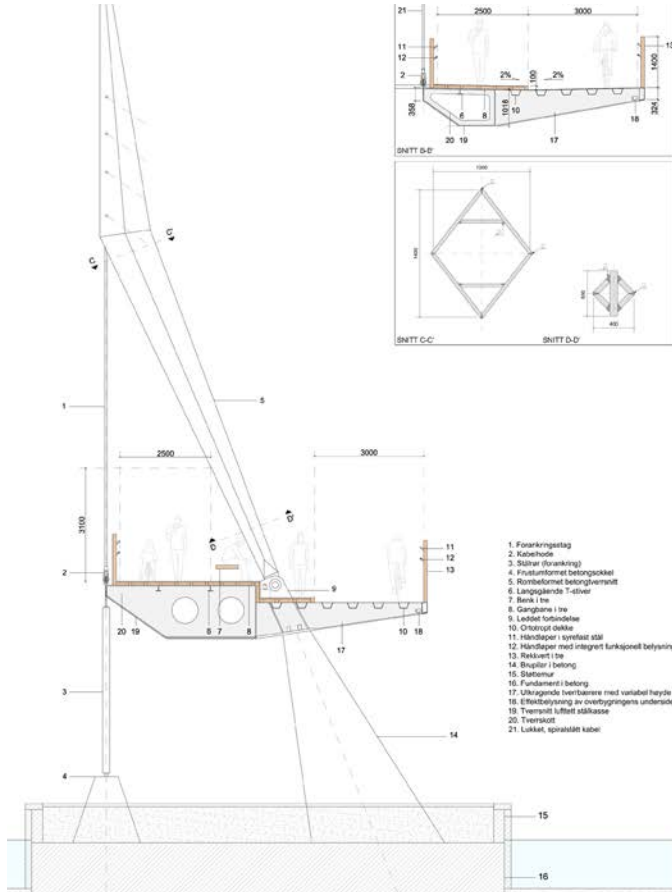 21
2500
3000
11
12
13
1400
2
2%
100
2%
358
1016
324
6
8
10
18
20
19
17
SNITT B-B'
C
C'
1400
SNITT C-C'
SNITT D-D'
1
5
2500
3000
3100
D
D'
2
11
12
9
13
20
19
6
7
8
17
10
18
3
14
4
15
16
1. Forankringsstag
2. Kabelhode
3. Stålrør (forankring)
4. Frustumformet betongsokkel
5. Rombeformet betongtverrsnitt
6. Langsgående T-stiver
7. Benk i tre
8. Gangbane i tre
9. Leddet forbindelse
10. Ortotropt dekke
11. Håndløper i syrefast stål
12. Håndløper med integrert funksjonell belysning
13. Rekkverk i tre
14. Brupilar i betong
15. Støttemur
16. Fundament i betong
17. Utkragende tverrbærere med variabel høyde
18. Effektbelysning av overbygningens underside
19. Tverrsnitt lufttett stålkasse
20. Tverrskott
21. Lukket, spiralslått kabel